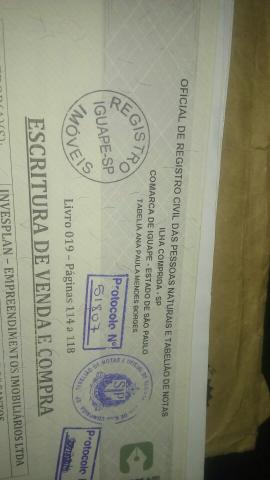 OFICIAL DE REGISTRO CIVIL DAS PESSOAS NATURAIS E TABELIÃO DE NOTAS
ILHA COMPRIDA - SP
COMARCA DE IGUAPE - ESTADO DE SÃO PAULO
TABELIÃ ANA PAULA MENDES BORGES
REGISTRO
IGUAPE-SP
IMÓVEIS
Protocolo Nº
Livro 019 - Páginas 114 a 118
Protocolo
ESCRITURA DE VENDA E COMPRA
INVESPLAN - EMPREENDIMENTOS IMOBILIÁRIOS LTDA